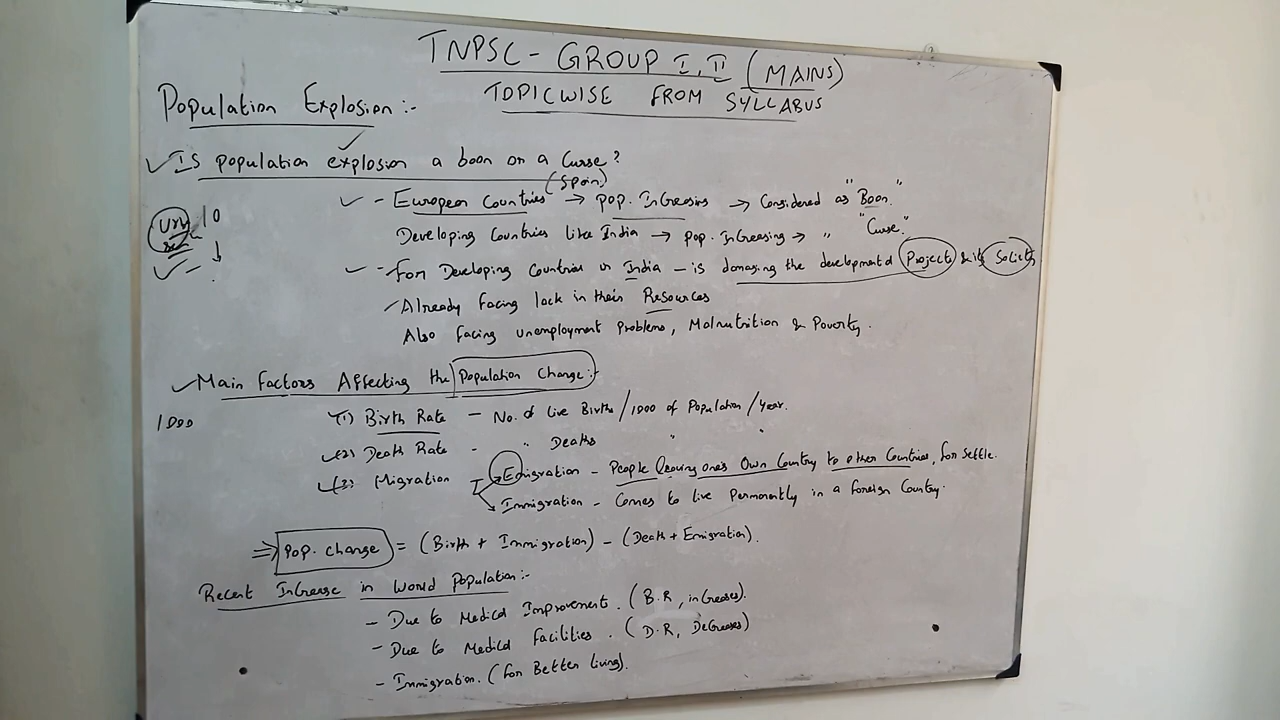 TNPSC - GROUP I, II (MAINS)
TOPICWISE FROM SYLLABUS
Population Explosion:-
Is population explosion a boon or a Curse?
- European Countries (Spain) → pop. Increasing → Considered as "Boon."
Developing Countries like India → pop. Increasing → " "Curse."
10
- For Developing Countries India - is damaging the development Projects & its
Already facing lack in their Resources
Also facing unemployment Problems, Malnutrition & Poverty.
Main Factors Affecting the Population Change:-
1000
(1) Birth Rate - No. of Live Births / 1000 of Population / Year.
(2) Death Rate - " Deaths " "
(3) Migration → Emigration - People leaving one's Own Country to other Countries, for Settle.
→ Immigration - Comes to live Permanently in a Foreign Country.
⇒ Pop. change = (Birth + Immigration) - (Death + Emigration).
Recent Increase in World Population:-
- Due to Medical Improvement. (B.R, increases).
- Due to Medical Facilities. (D.R, Decreases)
- Immigration. (for Better Living).